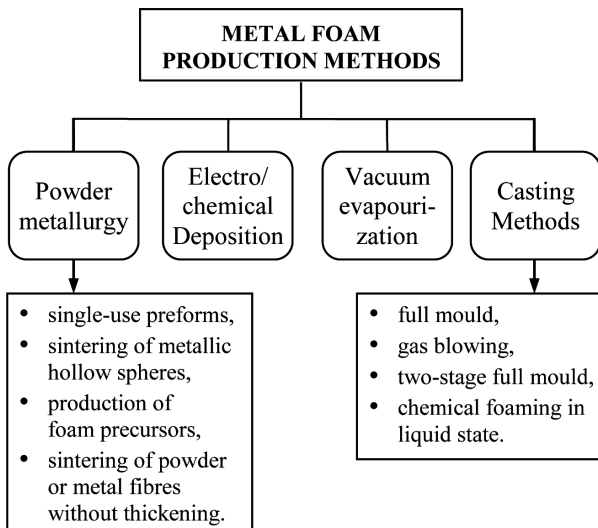 METAL FOAM
PRODUCTION METHODS
Powder
metallurgy
Electro/
chemical
Deposition
Vacuum
evapouri-
zation
Casting
Methods
• single-use preforms,
• sintering of metallic
hollow spheres,
• production of
foam precursors,
• sintering of powder
or metal fibres
without thickening.
• full mould,
• gas blowing,
• two-stage full mould,
• chemical foaming in
liquid state.